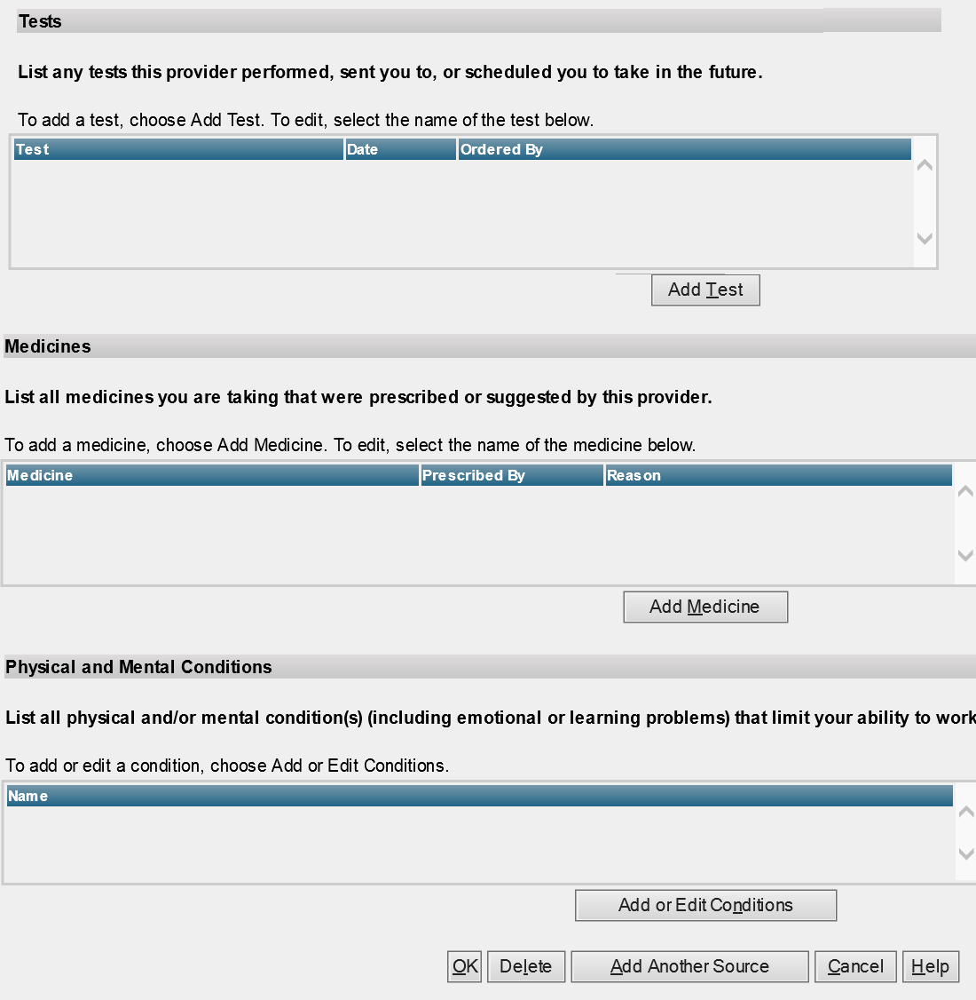 Tests
List any tests this provider performed, sent you to, or scheduled you to take in the future.
To add a test, choose Add Test. To edit, select the name of the test below.
Test Date Ordered By
Add Test
Medicines
List all medicines you are taking that were prescribed or suggested by this provider.
To add a medicine, choose Add Medicine. To edit, select the name of the medicine below.
Medicine Prescribed By Reason
Add Medicine
Physical and Mental Conditions
List all physical and/or mental condition(s) (including emotional or learning problems) that limit your ability to work
To add or edit a condition, choose Add or Edit Conditions.
Name
Add or Edit Conditions
OK Delete Add Another Source Cancel Help